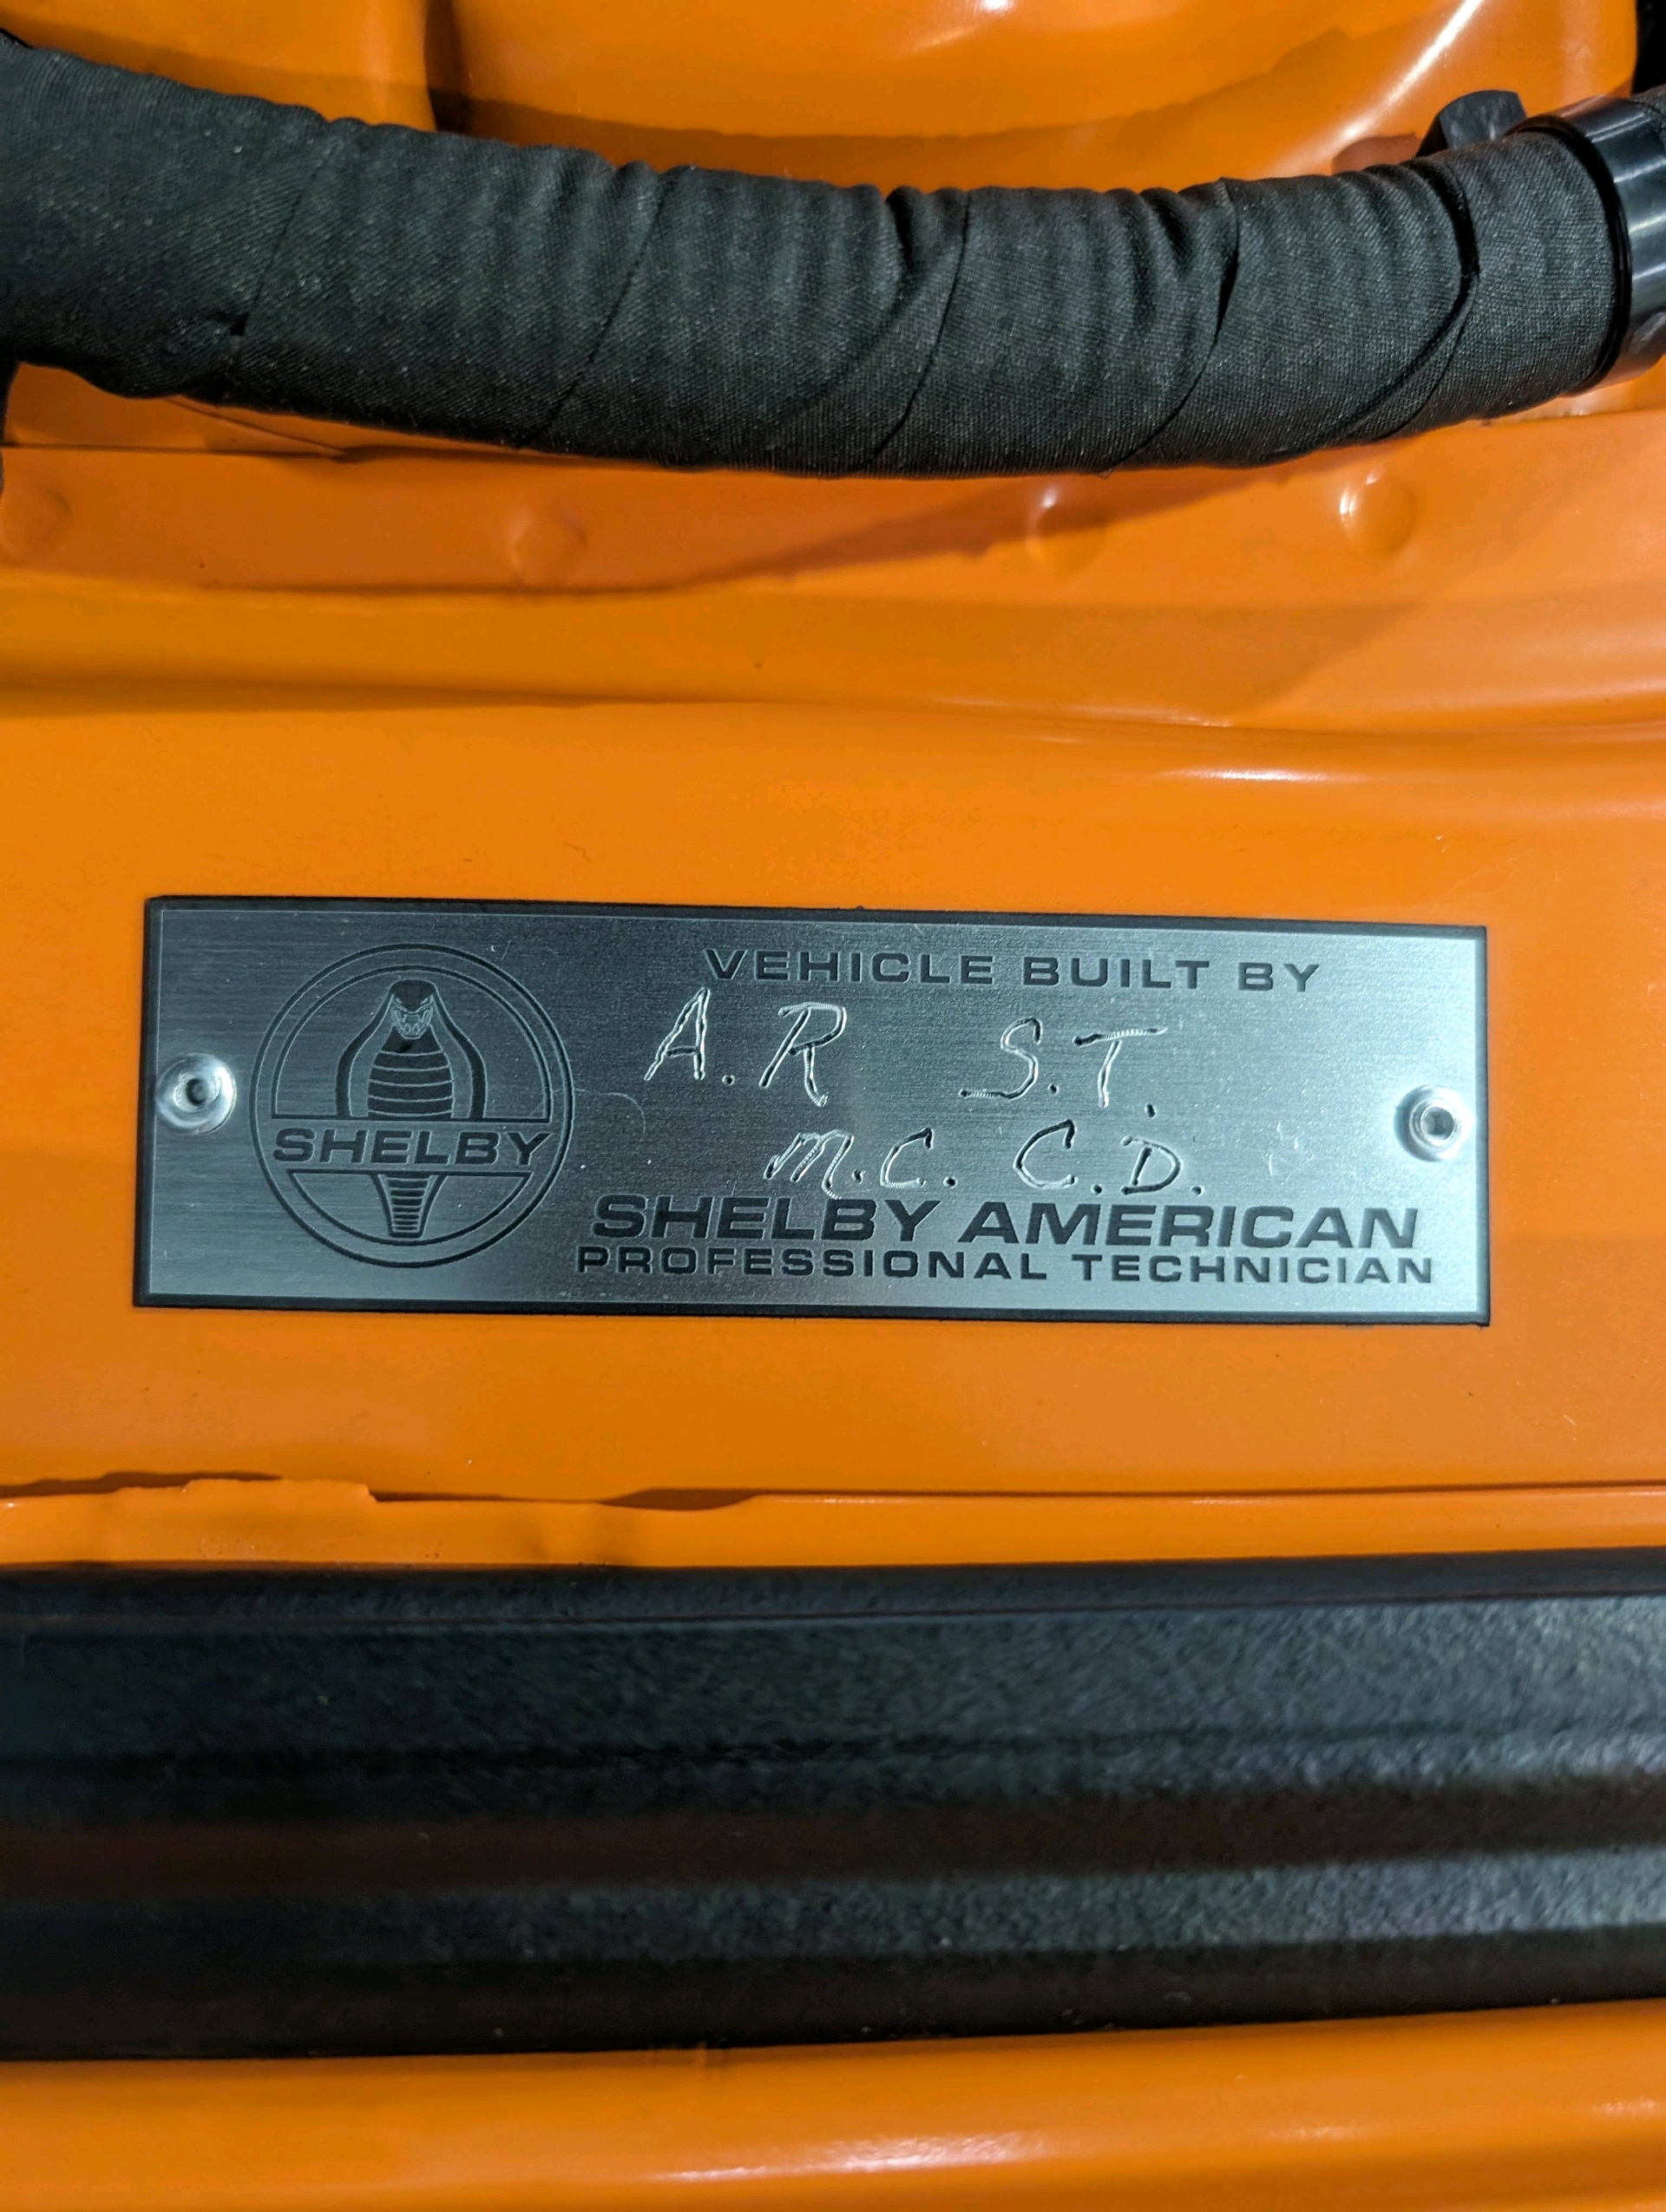 VEHICLE BUILT BY
A.R S.T.
M.C. C.D.
SHELBY
SHELBY AMERICAN
PROFESSIONAL TECHNICIAN